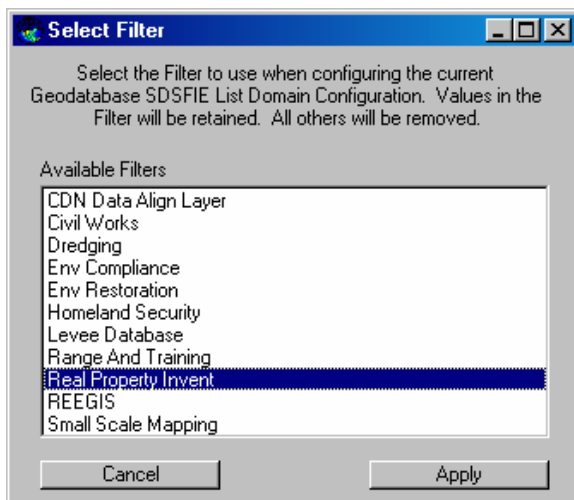 Select Filter
Select the Filter to use when configuring the current
Geodatabase SDSFIE List Domain Configuration. Values in the
Filter will be retained. All others will be removed.
Available Filters
CDN Data Align Layer
Civil Works
Dredging
Env Compliance
Env Restoration
Homeland Security
Levee Database
Range And Training
Real Property Invent
REEGIS
Small Scale Mapping
Cancel
Apply